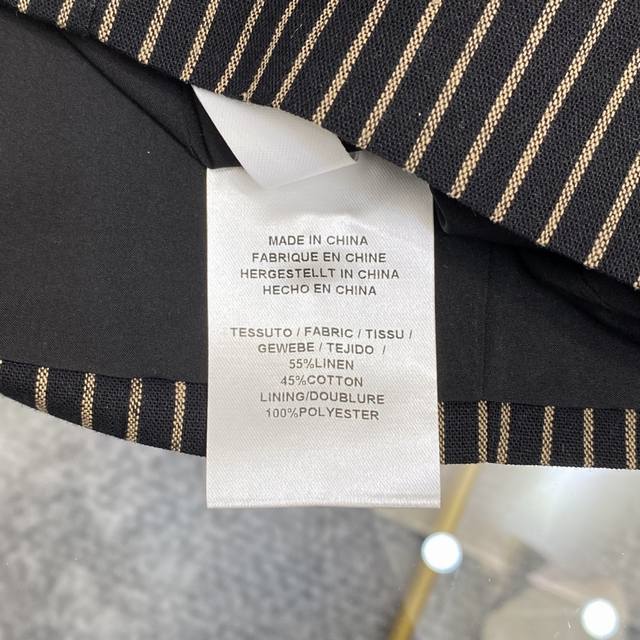 MADE IN CHINA
FABRIQUE EN CHINE
HERGESTELLT IN CHINA
HECHO EN CHINA
TESSUTO / FABRIC / TISSU /
GEWEBE / TEJIDO /
55%LINEN
45%COTTON
LINING/DOUBLURE
100%POLYESTER